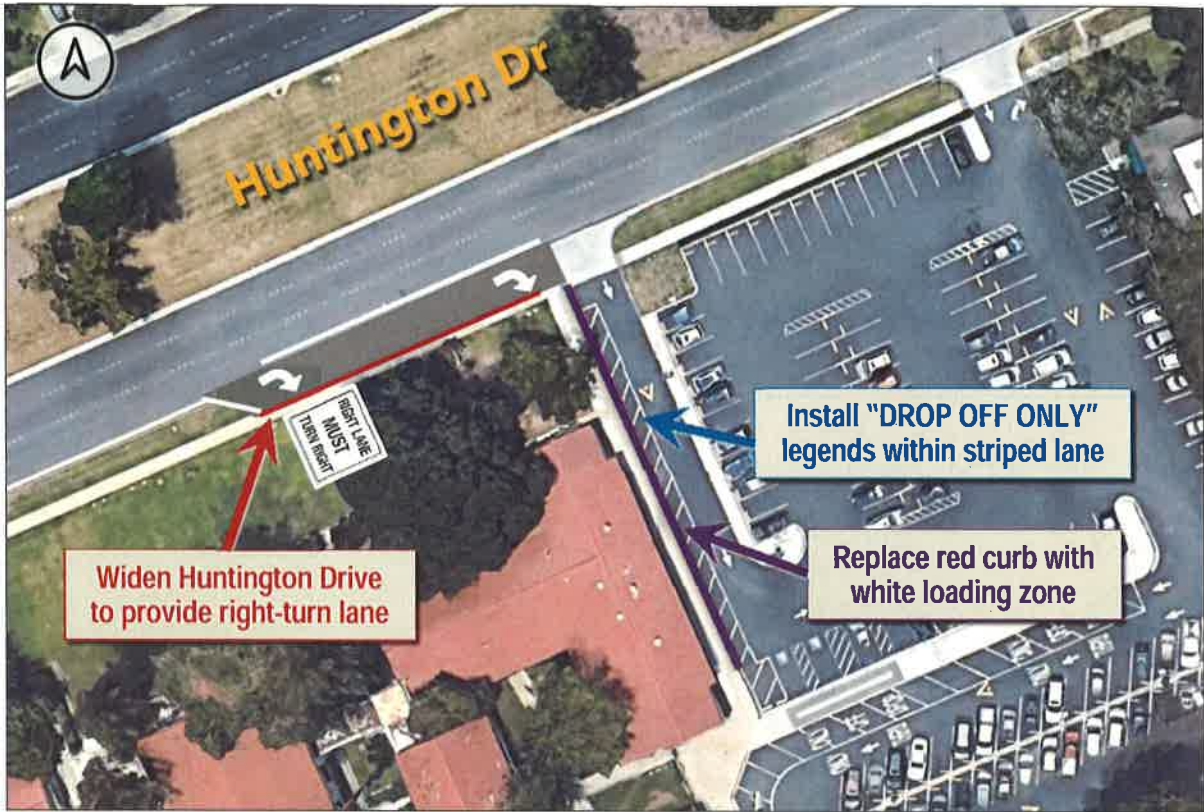 Huntington Dr
RIGHT LANE
MUST
TURN RIGHT
Install “DROP OFF ONLY”
legends within striped lane
Replace red curb with
white loading zone
Widen Huntington Drive
to provide right-turn lane